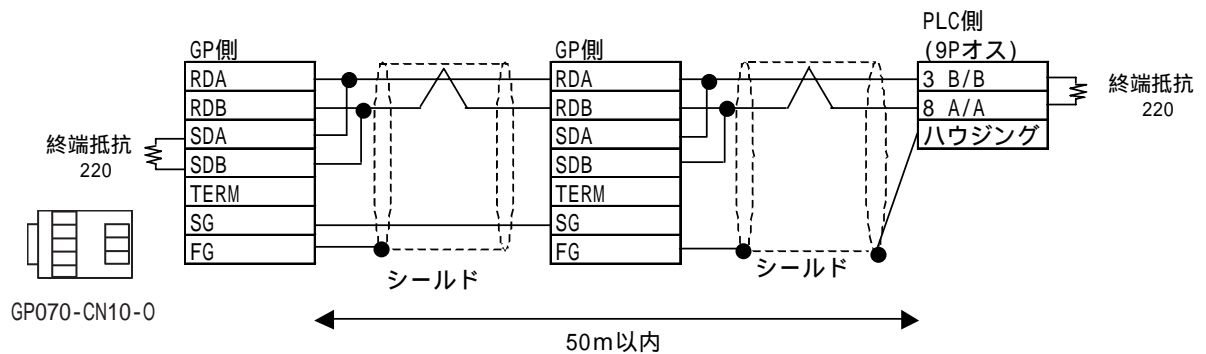 PLC側
(9Pオス)
GP側
RDA
RDB
SDA
SDB
TERM
SG
FG
終端抵抗
220
GP070-CN10-O
シールド
GP側
RDA
RDB
SDA
SDB
TERM
SG
FG
シールド
3 B/B
8 A/A
ハウジング
終端抵抗
220
50m以内